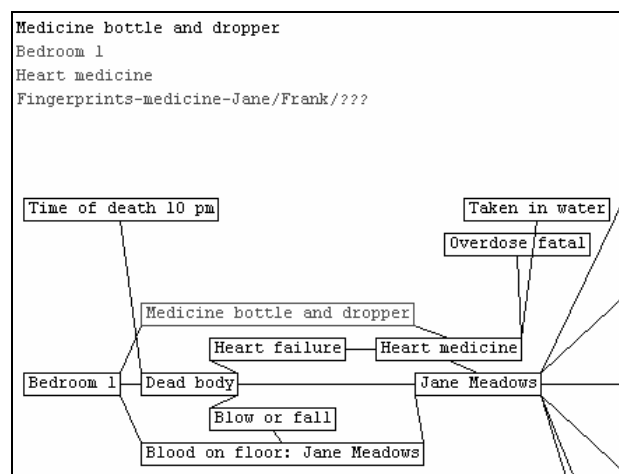 Medicine bottle and dropper
Bedroom 1
Heart medicine
Fingerprints-medicine-Jane/Frank/???
Time of death 10 pm
Taken in water
Overdose fatal
Medicine bottle and dropper
Heart failure
Heart medicine
Bedroom 1
Dead body
Jane Meadows
Blow or fall
Blood on floor: Jane Meadows